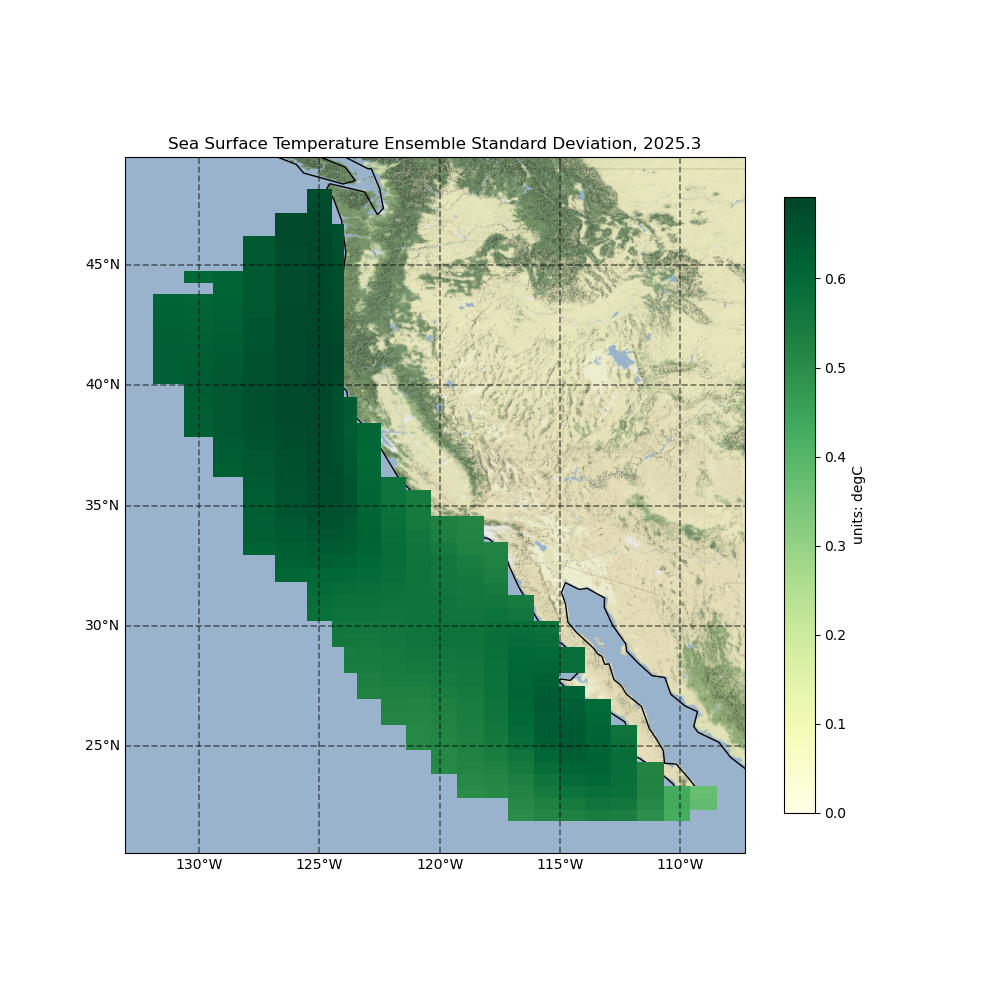 Sea Surface Temperature Ensemble Standard Deviation, 2025.3
45°N
40°N
35°N
30°N
25°N
130°W
125°W
120°W
115°W
110°W
0.6
0.5
0.4
0.3
0.2
0.1
0.0
units: degC